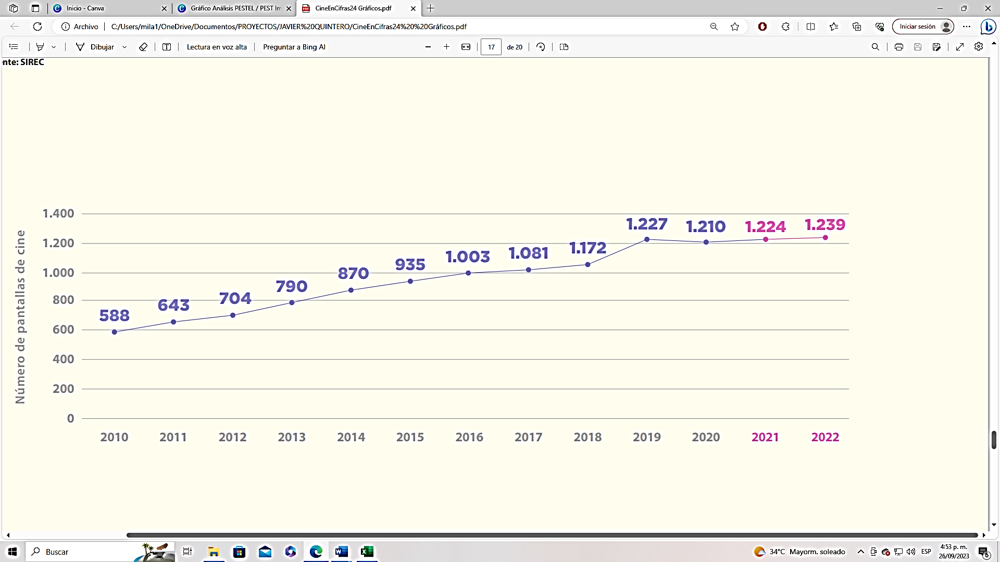 Inicio - Canva
Gráfico Análisis PESTEL / PEST Im
CineEnCifras24 Gráficos.pdf
Archivo
C:/Users/mila1/OneDrive/Documentos/PROYECTOS/JAVIER%20QUINTERO/CineEnCifras24%20%20Gráficos.pdf
Iniciar sesión
Dibujar
Lectura en voz alta
Preguntar a Bing AI
17
de 20
nte: SIREC
Número de pantallas de cine
1.400
1.200
1.000
800
600
400
200
0
588
643
704
790
870
935
1.003
1.081
1.172
1.227
1.210
1.224
1.239
2010
2011
2012
2013
2014
2015
2016
2017
2018
2019
2020
2021
2022
Buscar
34°C Mayorm. soleado
ESP
4:53 p. m.
26/09/2023
6